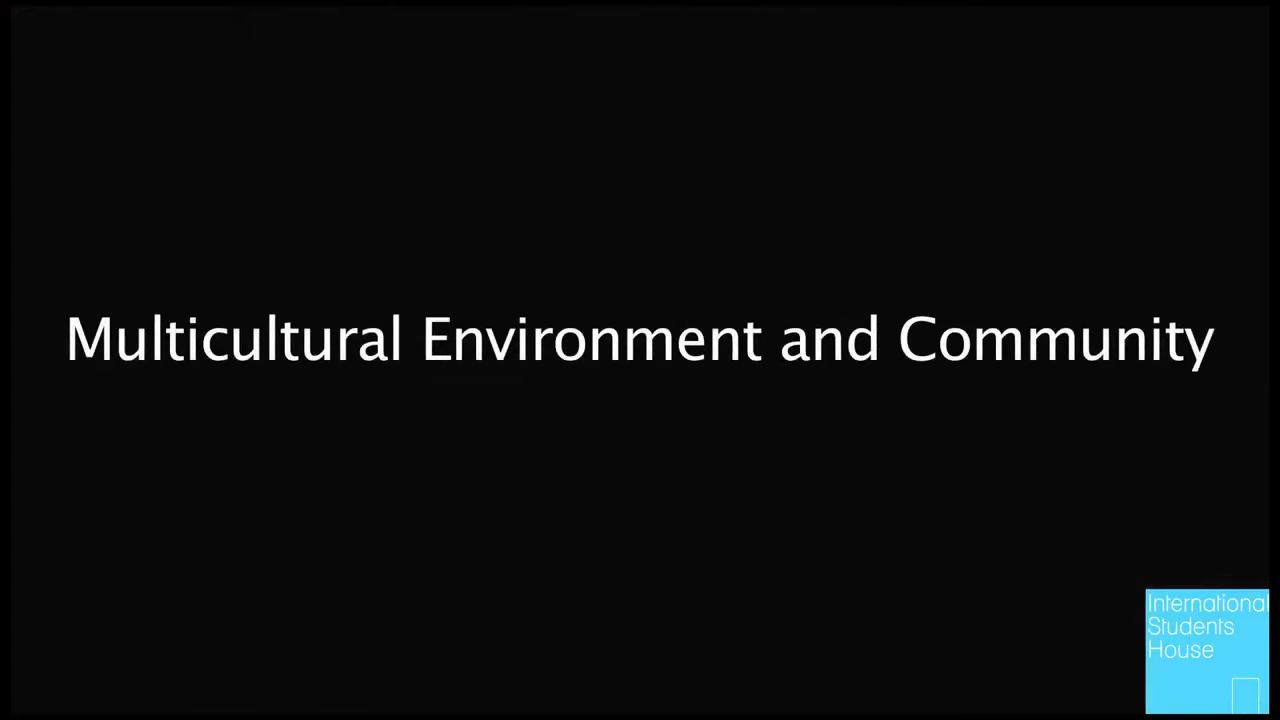 Multicultural Environment and Community
International
Students
House